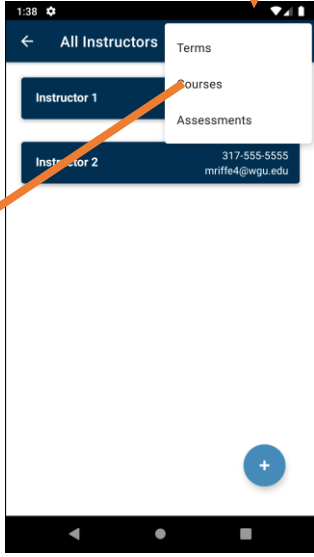 1:38
All Instructors
Terms
Courses
Assessments
Instructor 1
Instructor 2
317-555-5555
mriffe4@wgu.edu
+